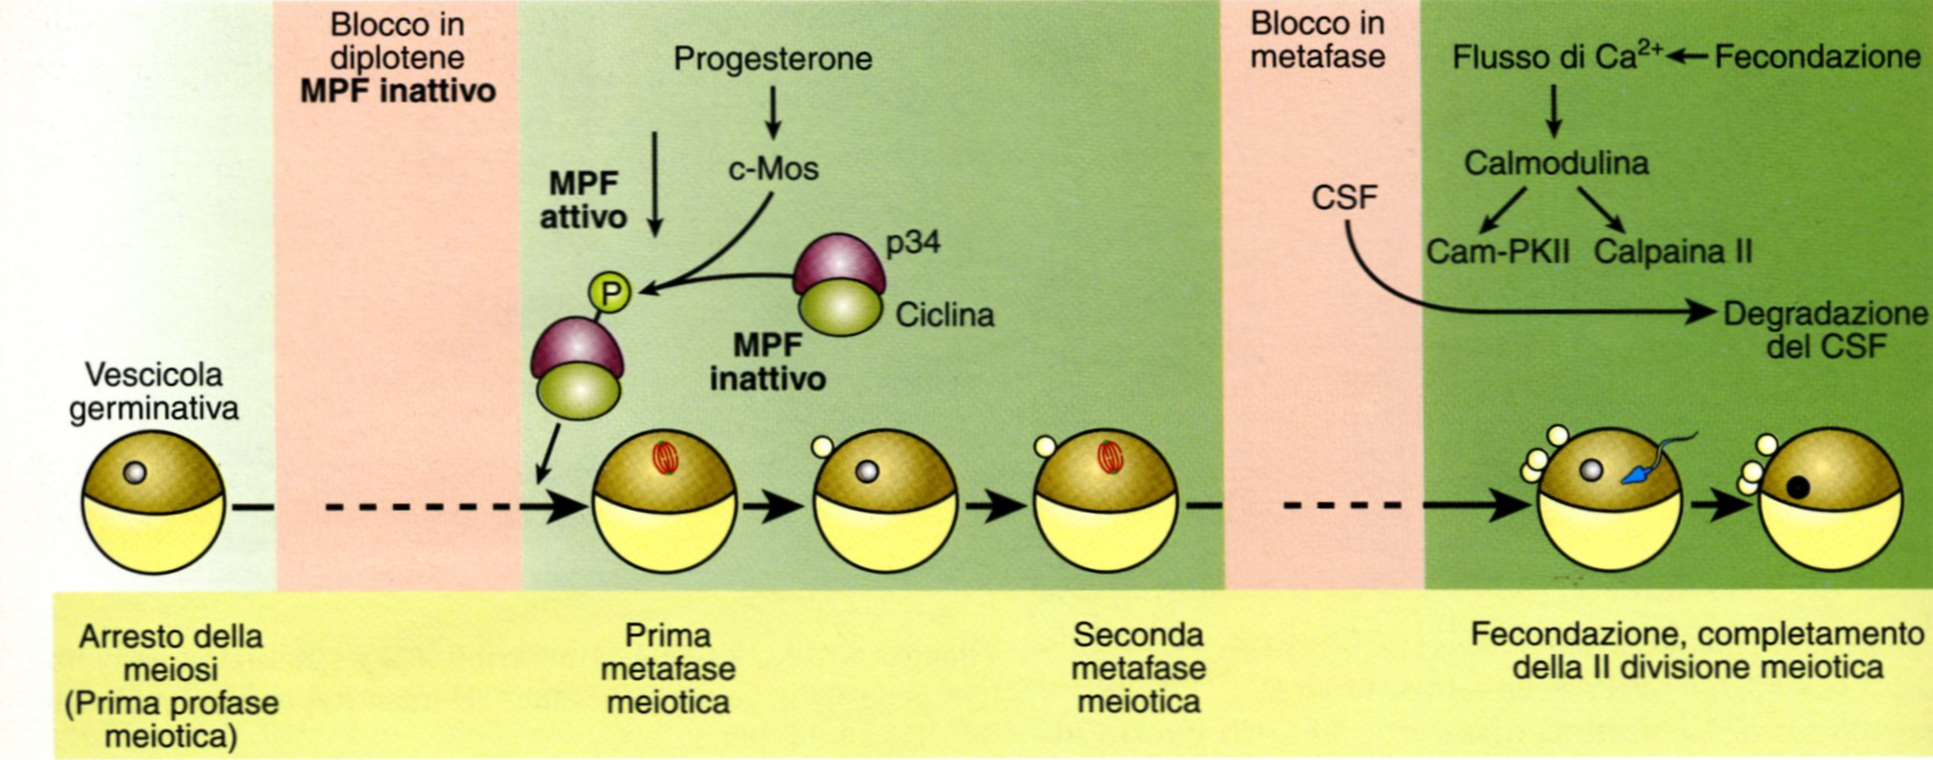 Blocco in
diplotene
MPF inattivo
Progesterone
c-Mos
MPF
attivo
P
p34
Ciclina
MPF
inattivo
Vescicola
germinativa
Blocco in
metafase
CSF
Flusso di Ca²⁺ Fecondazione
Calmodulina
Cam-PKII Calpaina II
Degradazione
del CSF
Arresto della
meiosi
(Prima profase
meiotica)
Prima
metafase
meiotica
Seconda
metafase
meiotica
Fecondazione, completamento
della II divisione meiotica